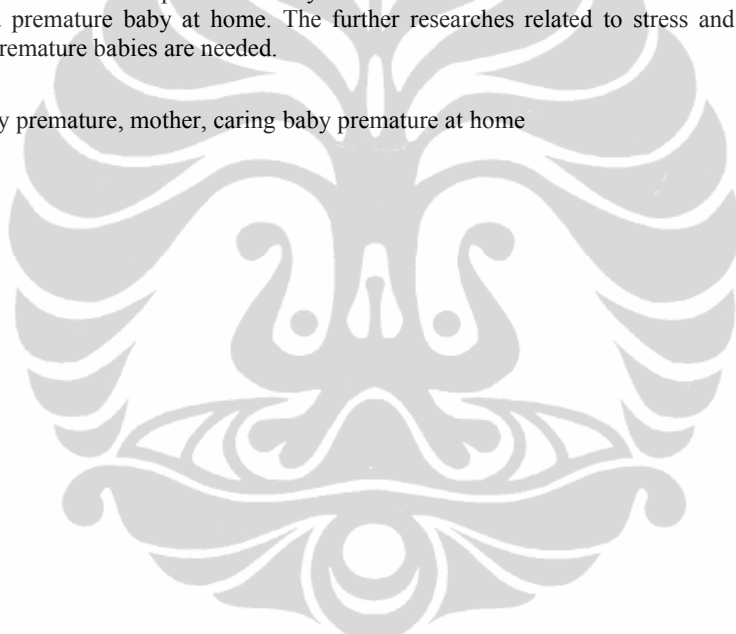 premature baby at home. The further researches related to stress and
remature babies are needed.
y premature, mother, caring baby premature at home